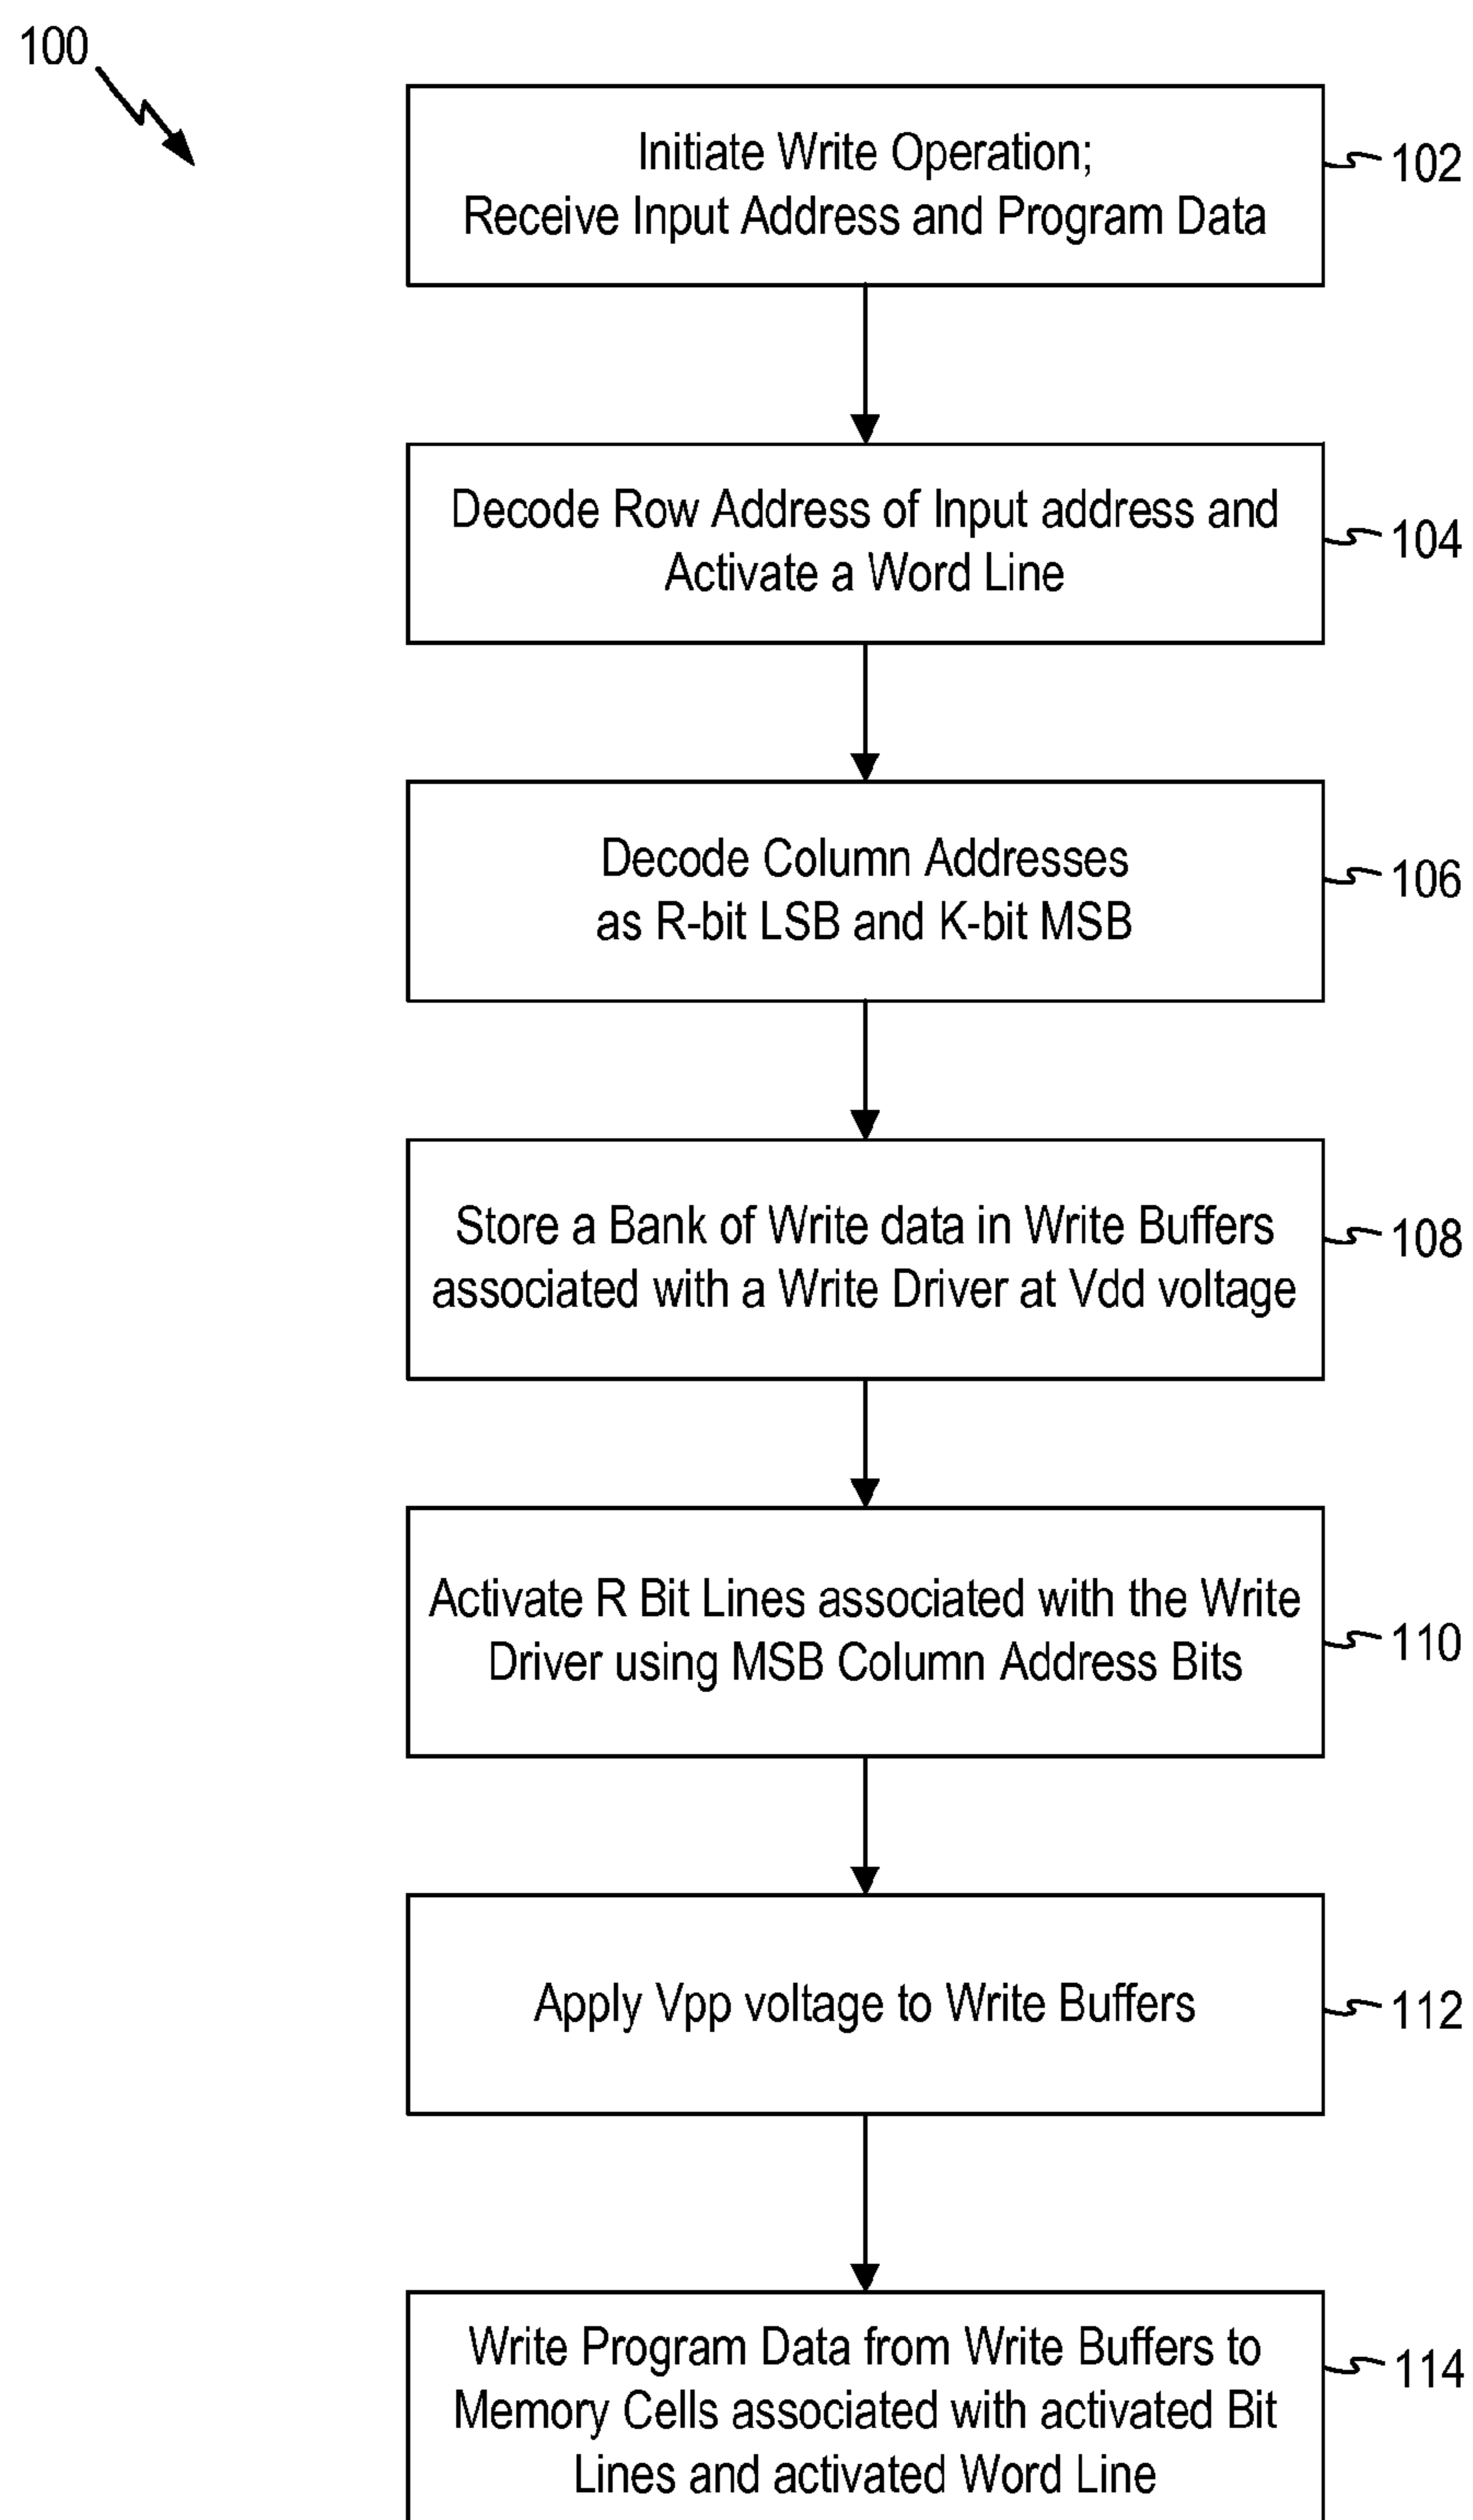 100
Initiate Write Operation;
Receive Input Address and Program Data
102
Decode Row Address of Input address and
Activate a Word Line
104
Decode Column Addresses
as R-bit LSB and K-bit MSB
106
Store a Bank of Write data in Write Buffers
associated with a Write Driver at Vdd voltage
108
Activate R Bit Lines associated with the Write
Driver using MSB Column Address Bits
110
Apply Vpp voltage to Write Buffers
112
Write Program Data from Write Buffers to
Memory Cells associated with activated Bit
Lines and activated Word Line
114